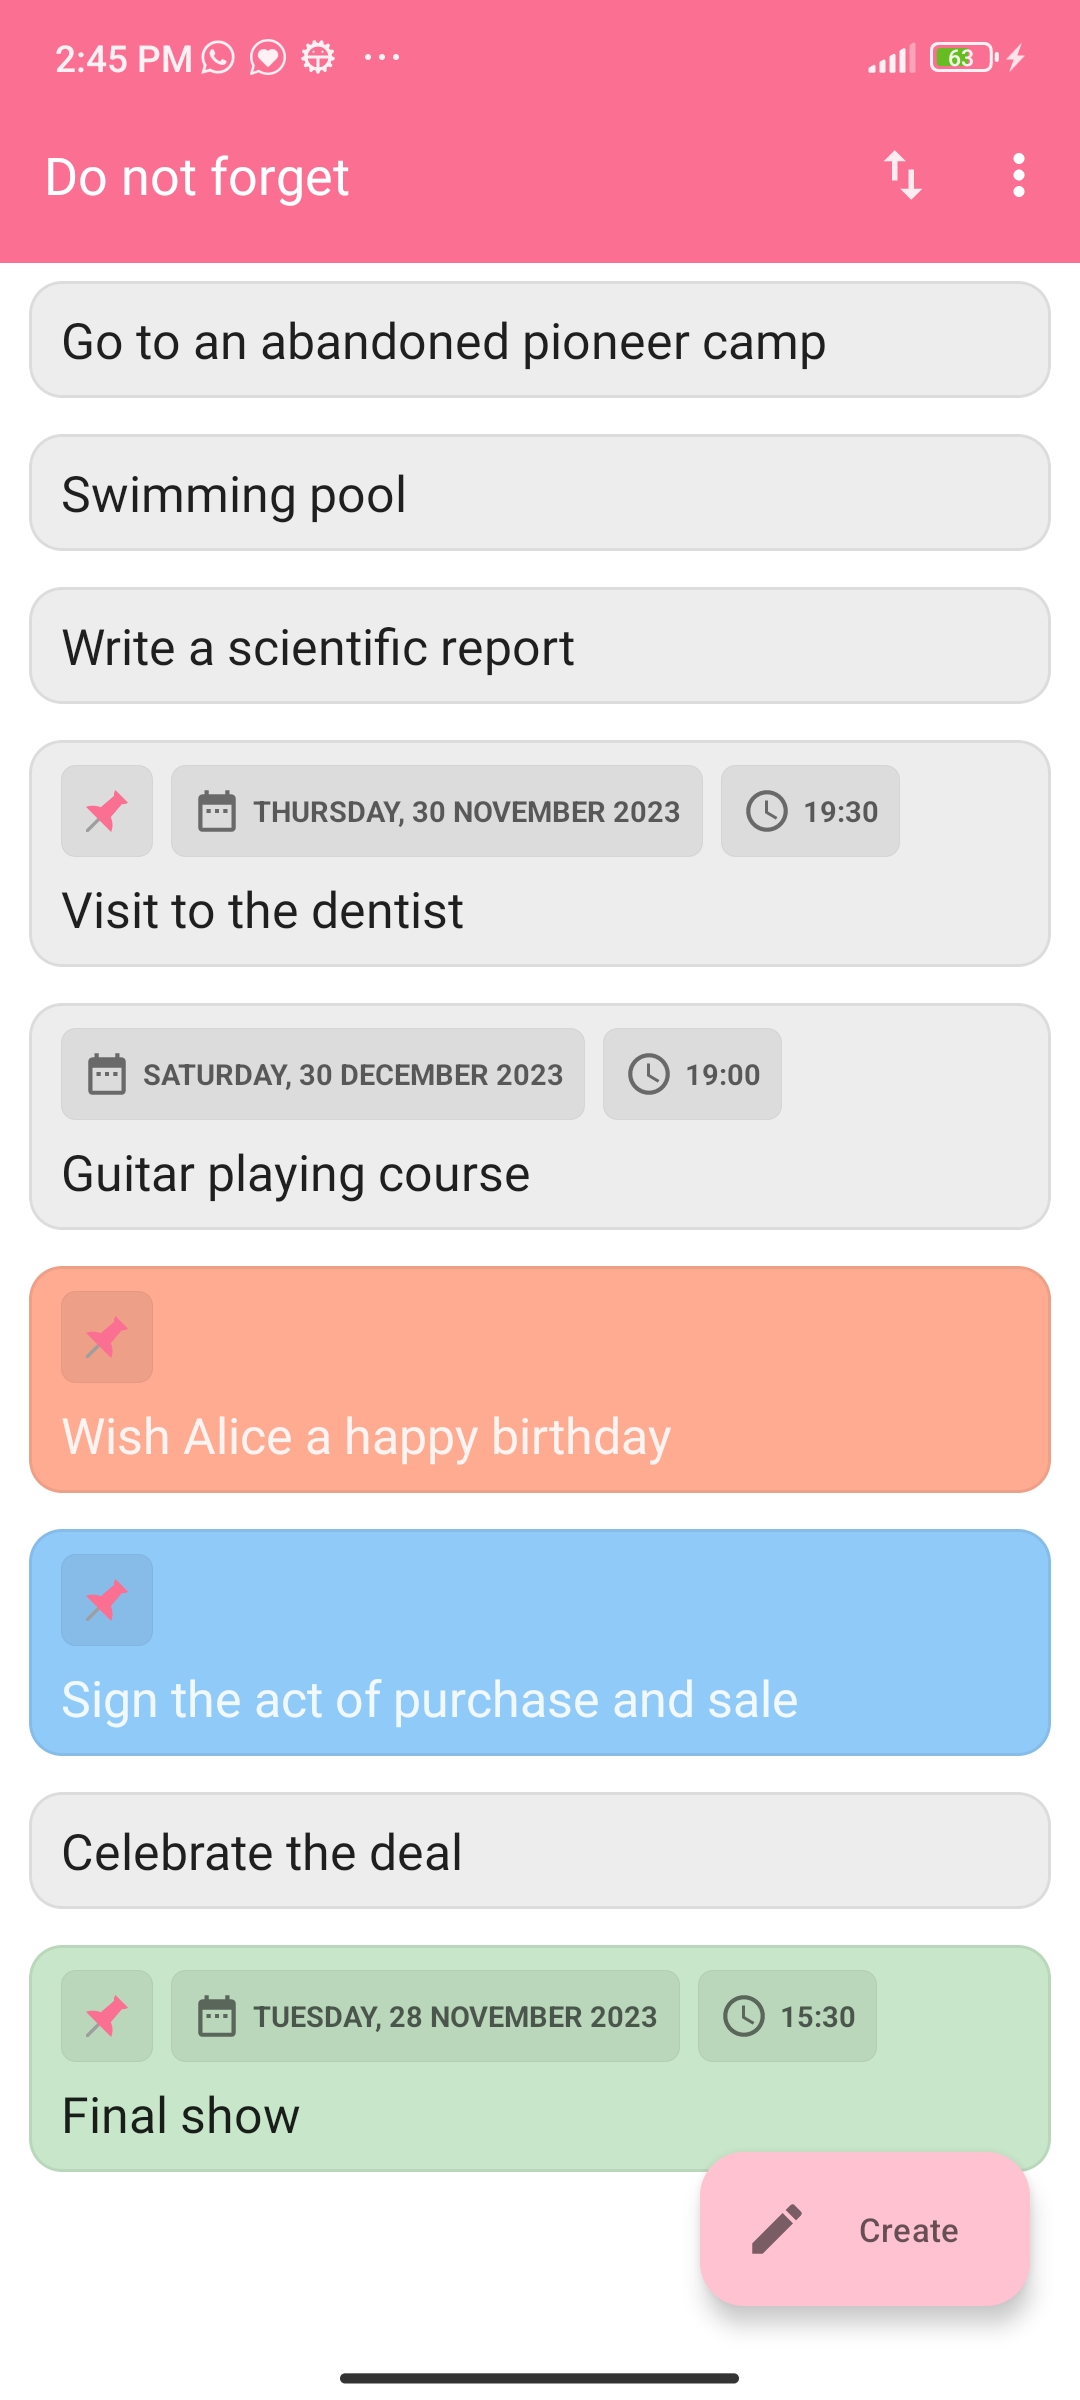 2:45 PM 63
Do not forget
Go to an abandoned pioneer camp
Swimming pool
Write a scientific report
THURSDAY, 30 NOVEMBER 2023 19:30
Visit to the dentist
SATURDAY, 30 DECEMBER 2023 19:00
Guitar playing course
Wish Alice a happy birthday
Sign the act of purchase and sale
Celebrate the deal
TUESDAY, 28 NOVEMBER 2023 15:30
Final show
Create